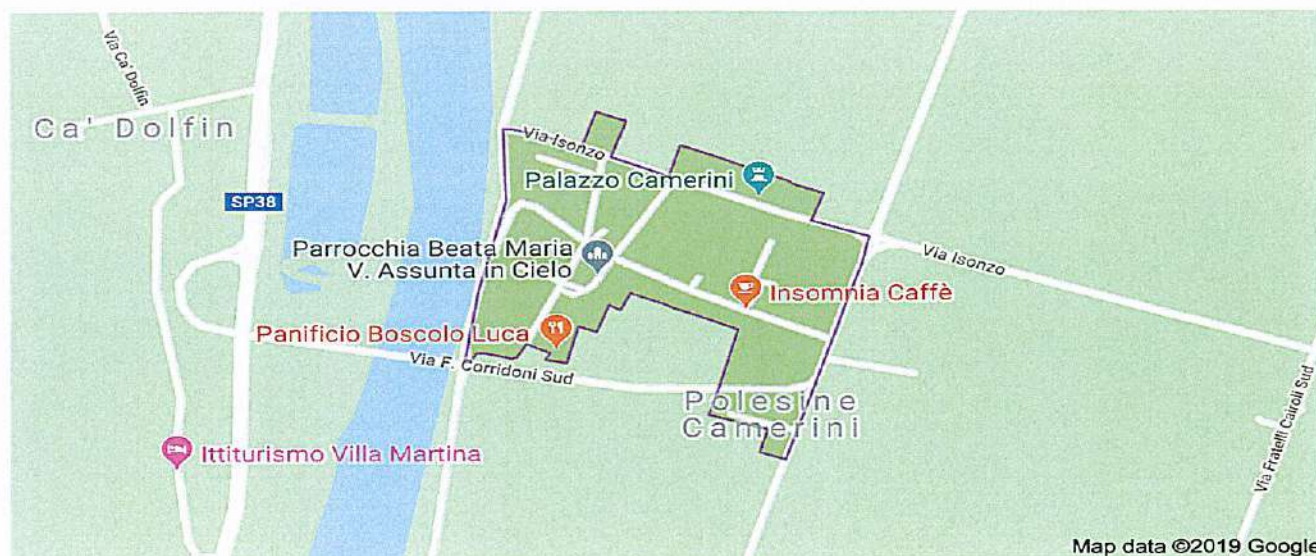 Via Ca' Dolfin
Ca' Dolfin
SP38
Via Isonzo
Palazzo Camerini
Parrocchia Beata Maria
V. Assunta in Cielo
Via Isonzo
Insomnia Caffè
Panificio Boscolo Luca
Via F. Corridoni Sud
Polesine
Camerini
Ittiturismo Villa Martina
Via Fratelli Cairoli Sud
Map data ©2019 Google